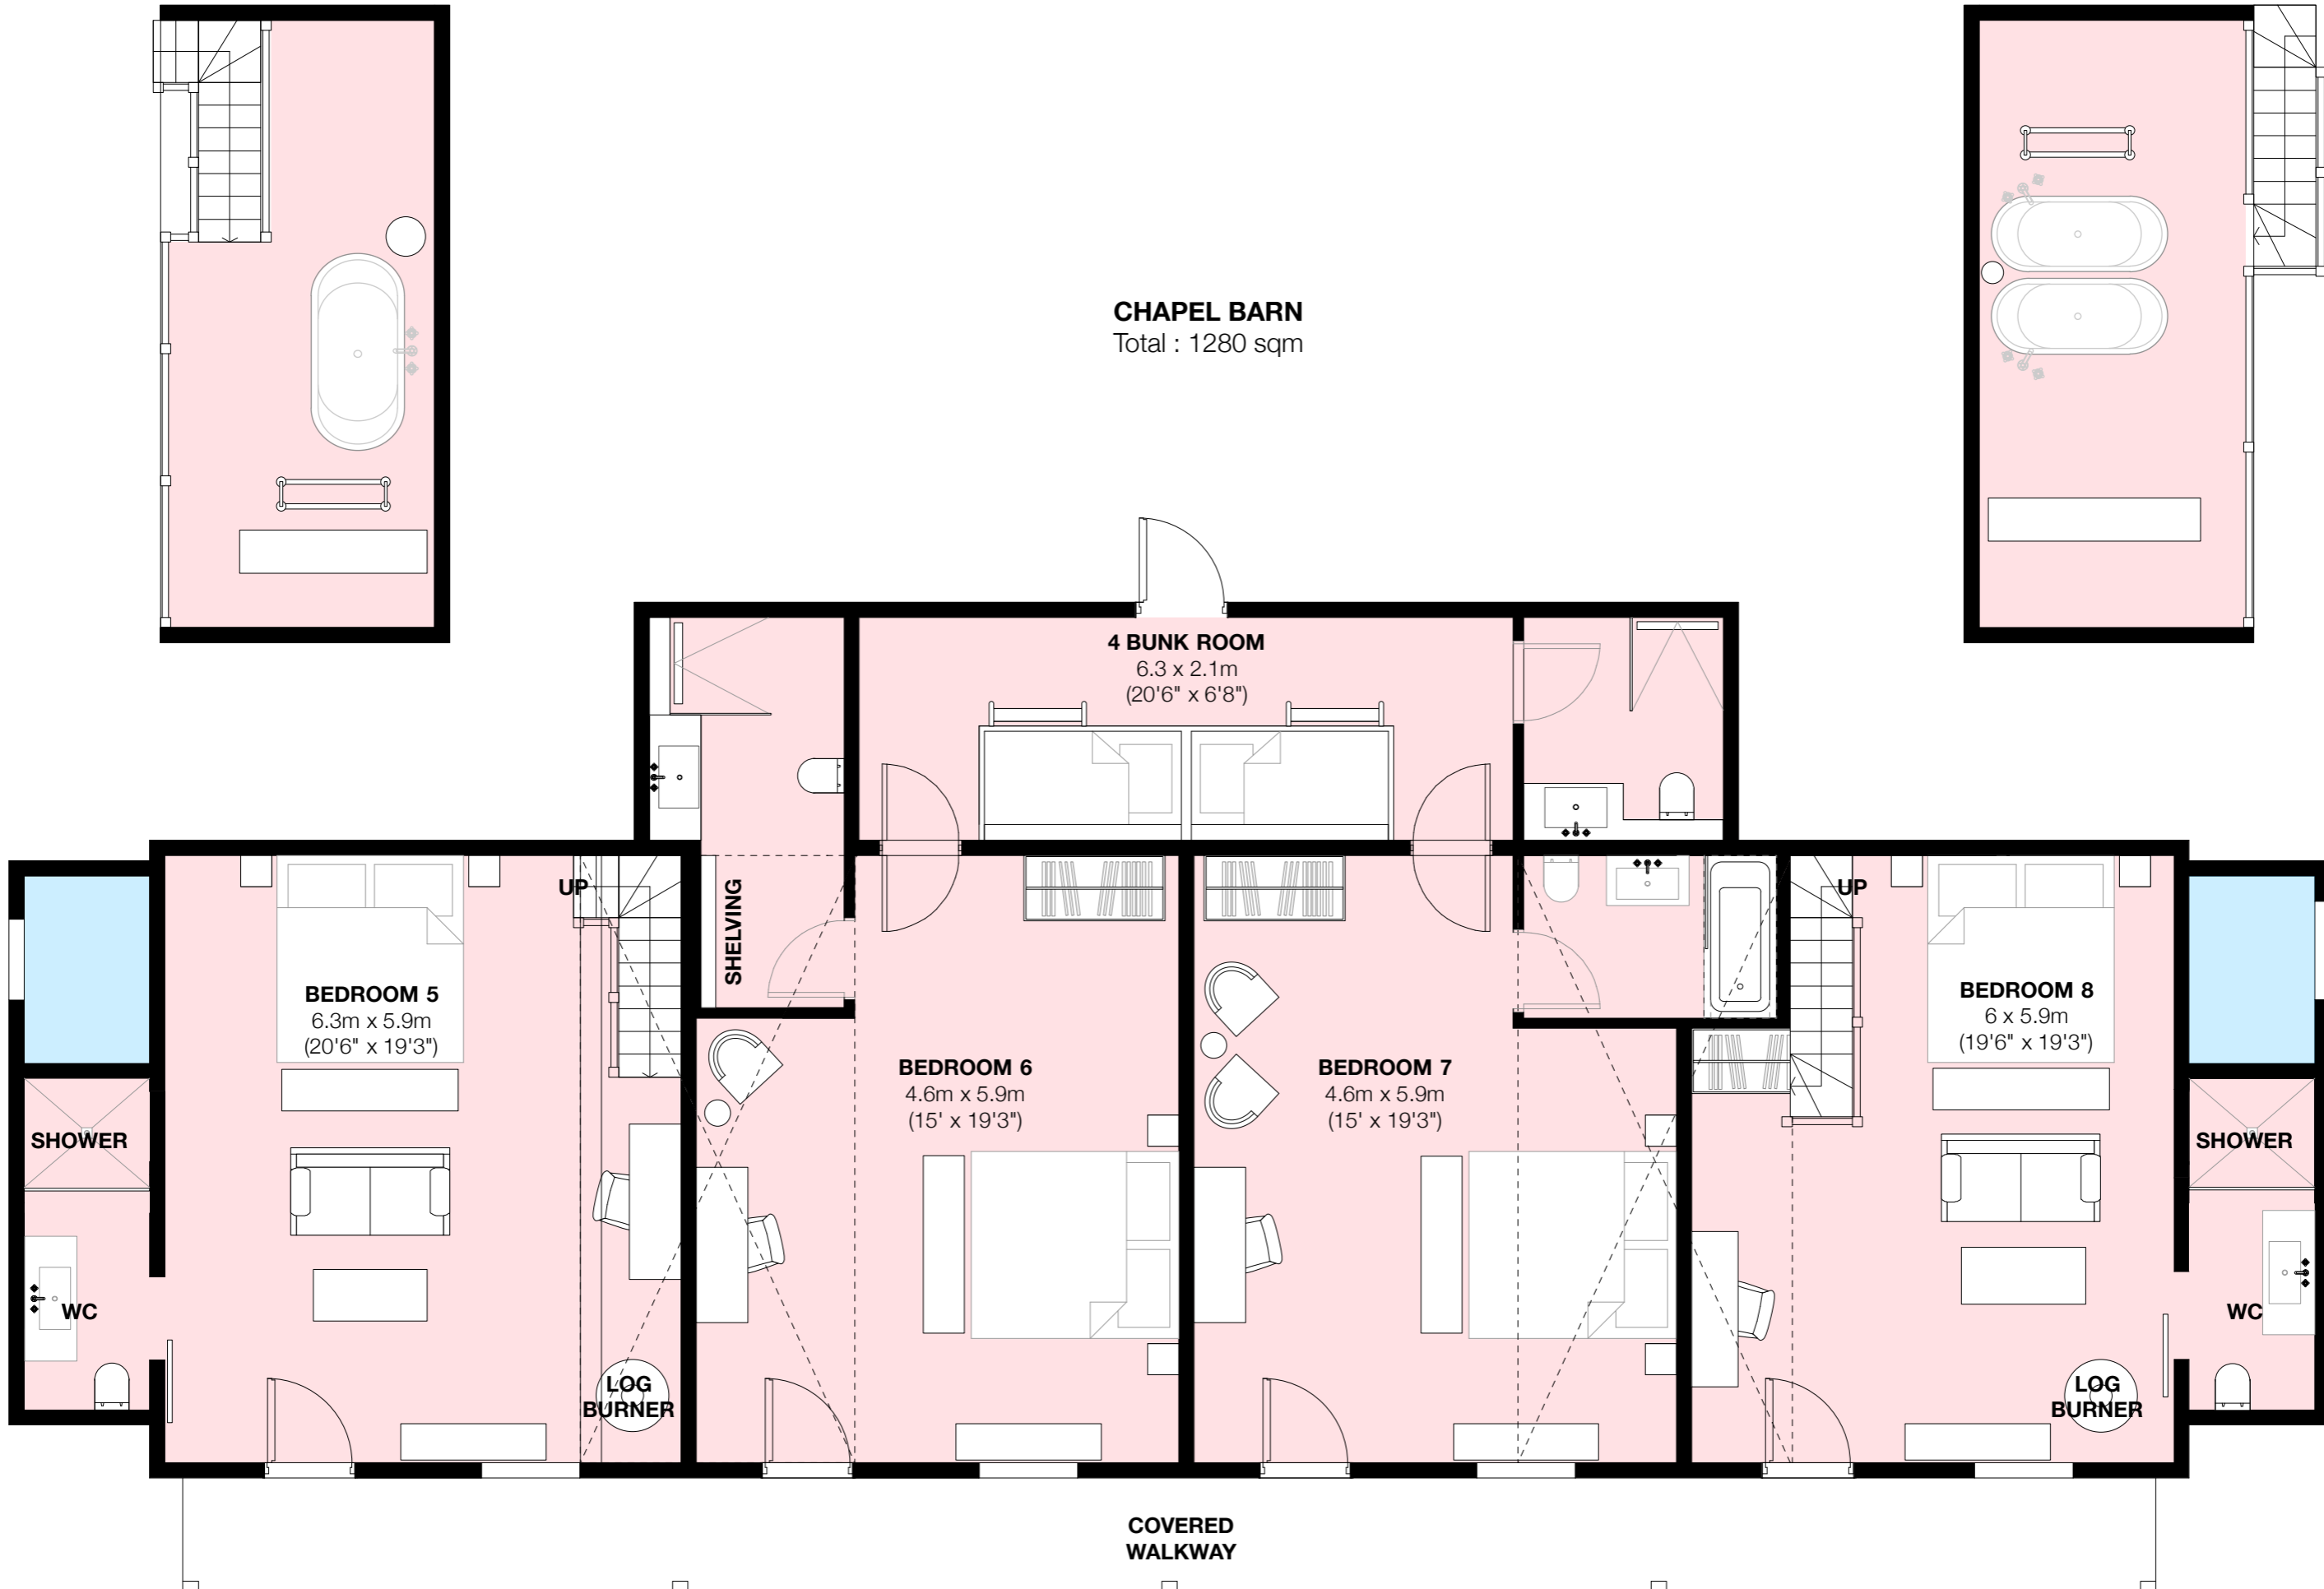 CHAPEL BARN
Total : 1280 sqm
4 BUNK ROOM
6.3 x 2.1m
(20'6" x 6'8")
UP
SHELVING
UP
BEDROOM 5
6.3m x 5.9m
(20'6" x 19'3")
BEDROOM 8
6 x 5.9m
(19'6" x 19'3")
BEDROOM 6
4.6m x 5.9m
(15' x 19'3")
BEDROOM 7
4.6m x 5.9m
(15' x 19'3")
SHOWER
SHOWER
WC
WC
LOG
BURNER
LOG
BURNER
COVERED
WALKWAY